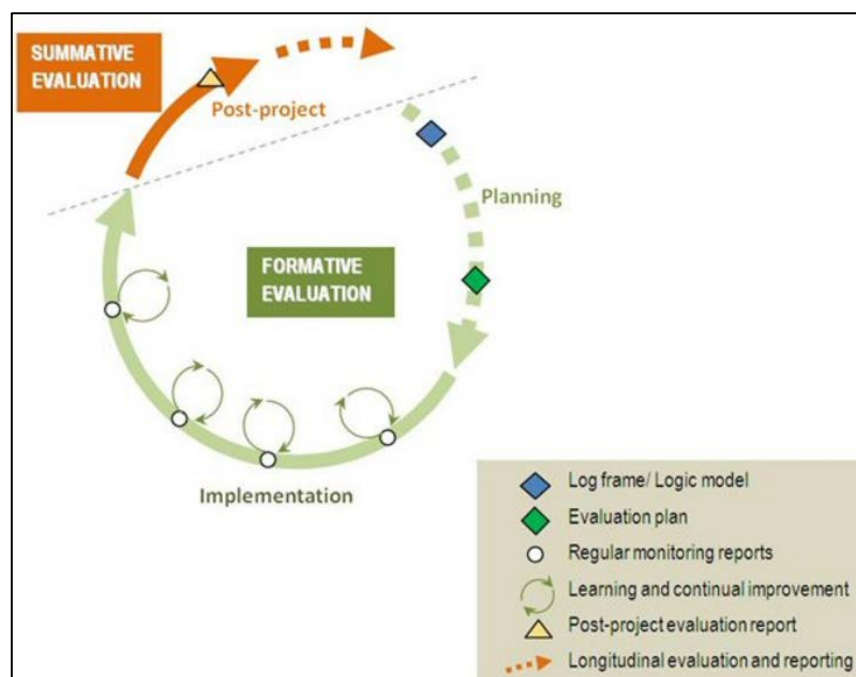 SUMMATIVE
EVALUATION
Post-project
Planning
FORMATIVE
EVALUATION
Implementation
Log frame/ Logic model
Evaluation plan
Regular monitoring reports
Learning and continual improvement
Post-project evaluation report
Longitudinal evaluation and reporting